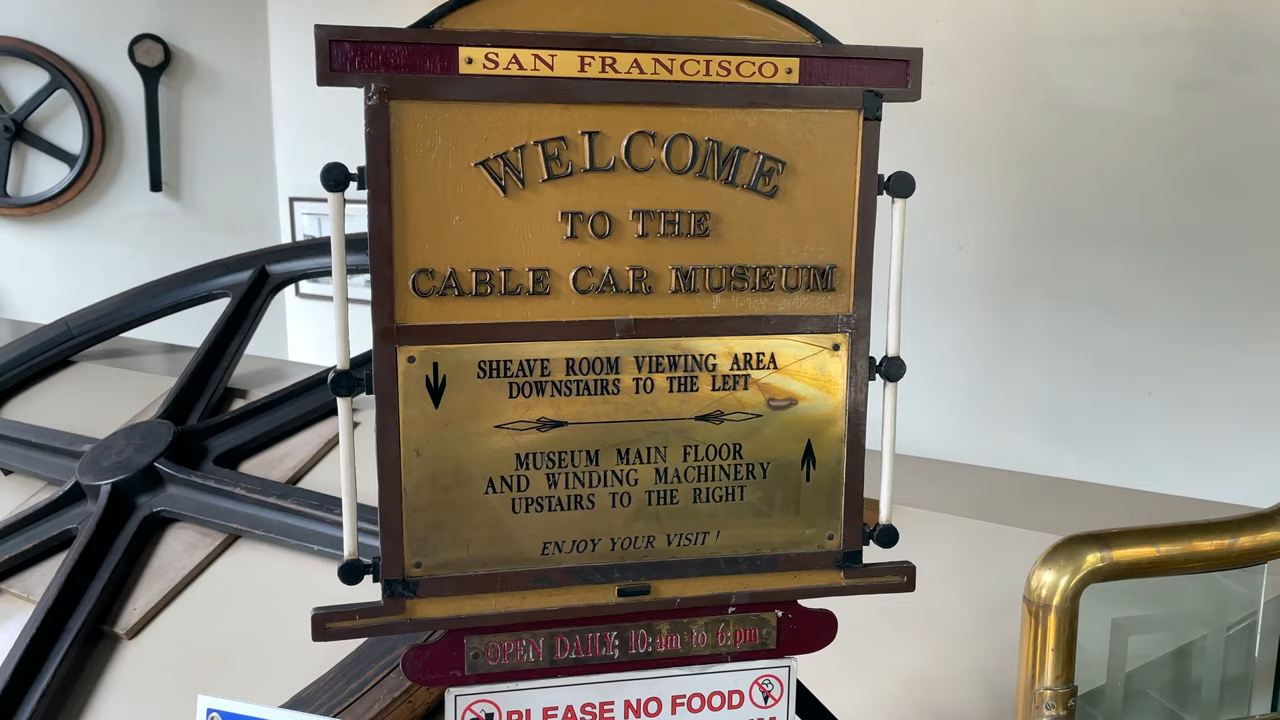 SAN FRANCISCO
WELCOME
TO THE
CABLE CAR MUSEUM
SHEAVE ROOM VIEWING AREA
DOWNSTAIRS TO THE LEFT
MUSEUM MAIN FLOOR
AND WINDING MACHINERY
UPSTAIRS TO THE RIGHT
ENJOY YOUR VISIT!
OPEN DAILY; 10:am to 6:pm
PLEASE NO FOOD